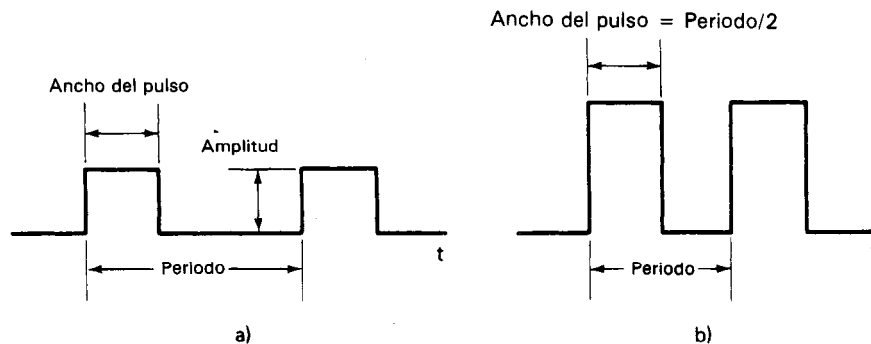 Ancho del pulso
Amplitud
t
Periodo
a)
Ancho del pulso = Periodo/2
Periodo
b)